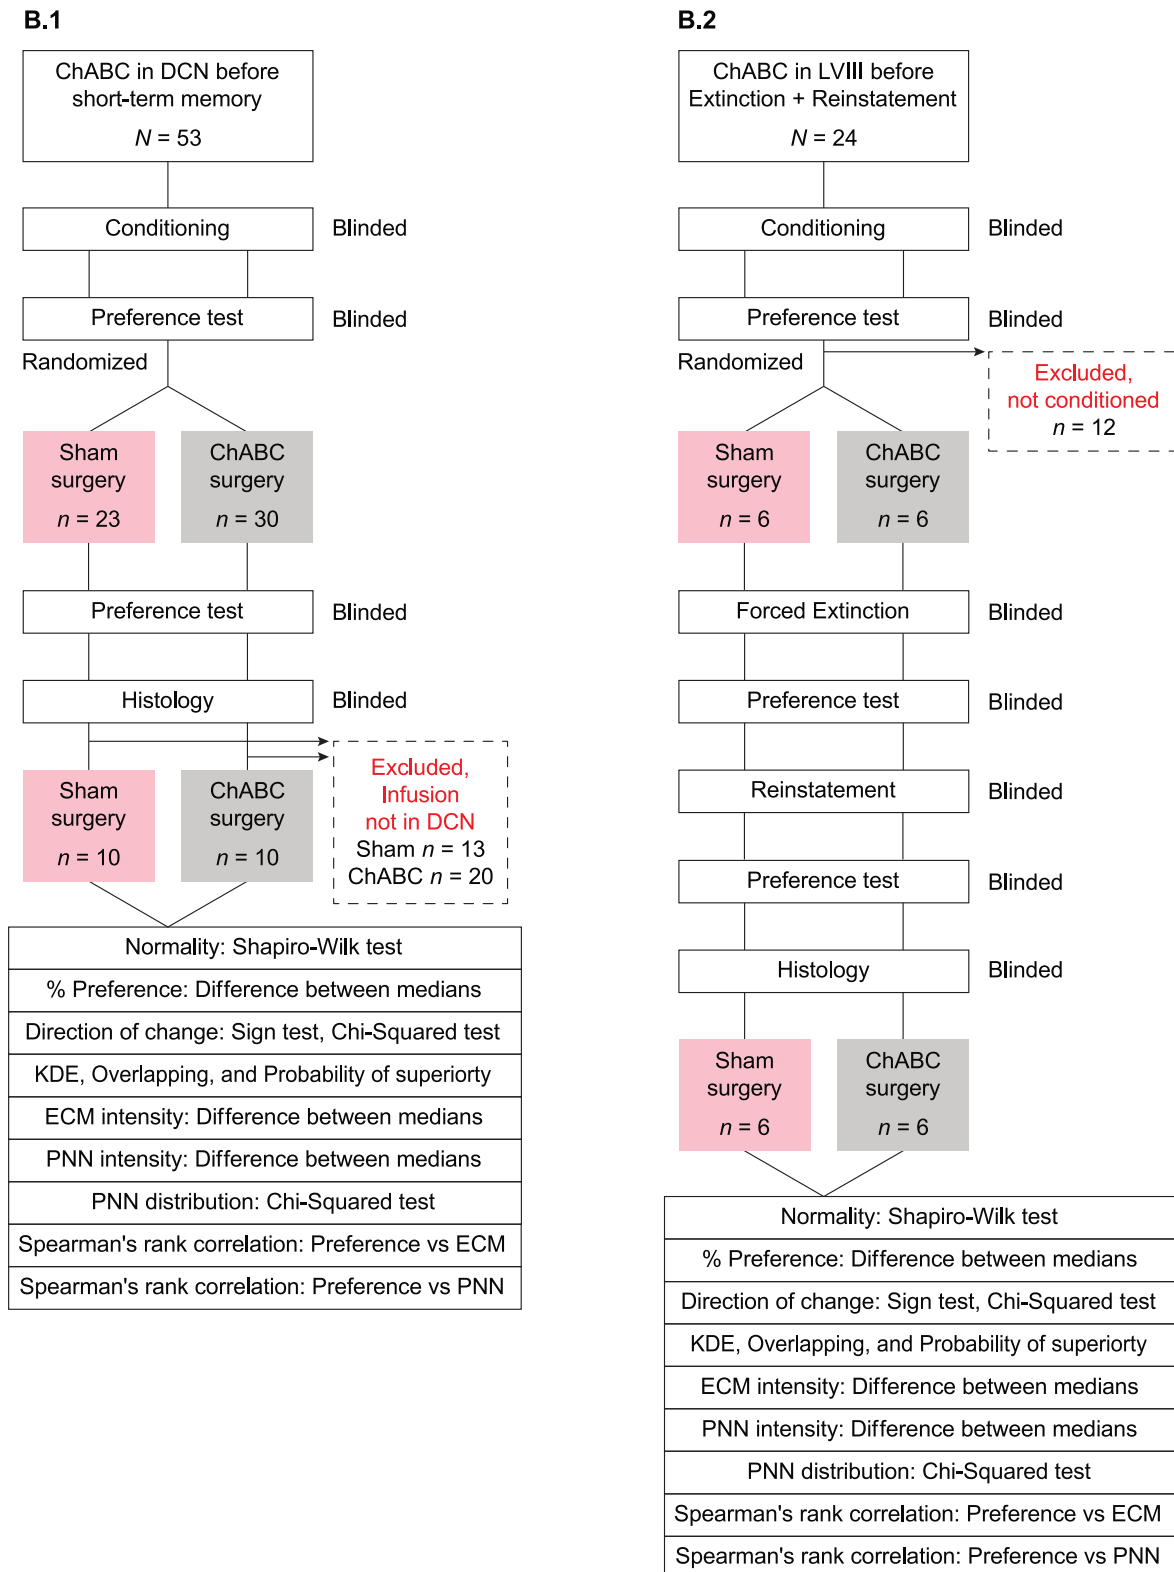 B.1
ChABC in DCN before
short-term memory
N = 53
Conditioning
Blinded
Preference test
Blinded
Randomized
Sham
surgery
n = 23
ChABC
surgery
n = 30
Preference test
Blinded
Histology
Blinded
Excluded,
Infusion
not in DCN
Sham n = 13
ChABC n = 20
Sham
surgery
n = 10
ChABC
surgery
n = 10
Normality: Shapiro-Wilk test
% Preference: Difference between medians
Direction of change: Sign test, Chi-Squared test
KDE, Overlapping, and Probability of superiorty
ECM intensity: Difference between medians
PNN intensity: Difference between medians
PNN distribution: Chi-Squared test
Spearman's rank correlation: Preference vs ECM
Spearman's rank correlation: Preference vs PNN
B.2
ChABC in LVIII before
Extinction + Reinstatement
N = 24
Conditioning
Blinded
Preference test
Blinded
Randomized
Excluded,
not conditioned
n = 12
Sham
surgery
n = 6
ChABC
surgery
n = 6
Forced Extinction
Blinded
Preference test
Blinded
Reinstatement
Blinded
Preference test
Blinded
Histology
Blinded
Sham
surgery
n = 6
ChABC
surgery
n = 6
Normality: Shapiro-Wilk test
% Preference: Difference between medians
Direction of change: Sign test, Chi-Squared test
KDE, Overlapping, and Probability of superiorty
ECM intensity: Difference between medians
PNN intensity: Difference between medians
PNN distribution: Chi-Squared test
Spearman's rank correlation: Preference vs ECM
Spearman's rank correlation: Preference vs PNN